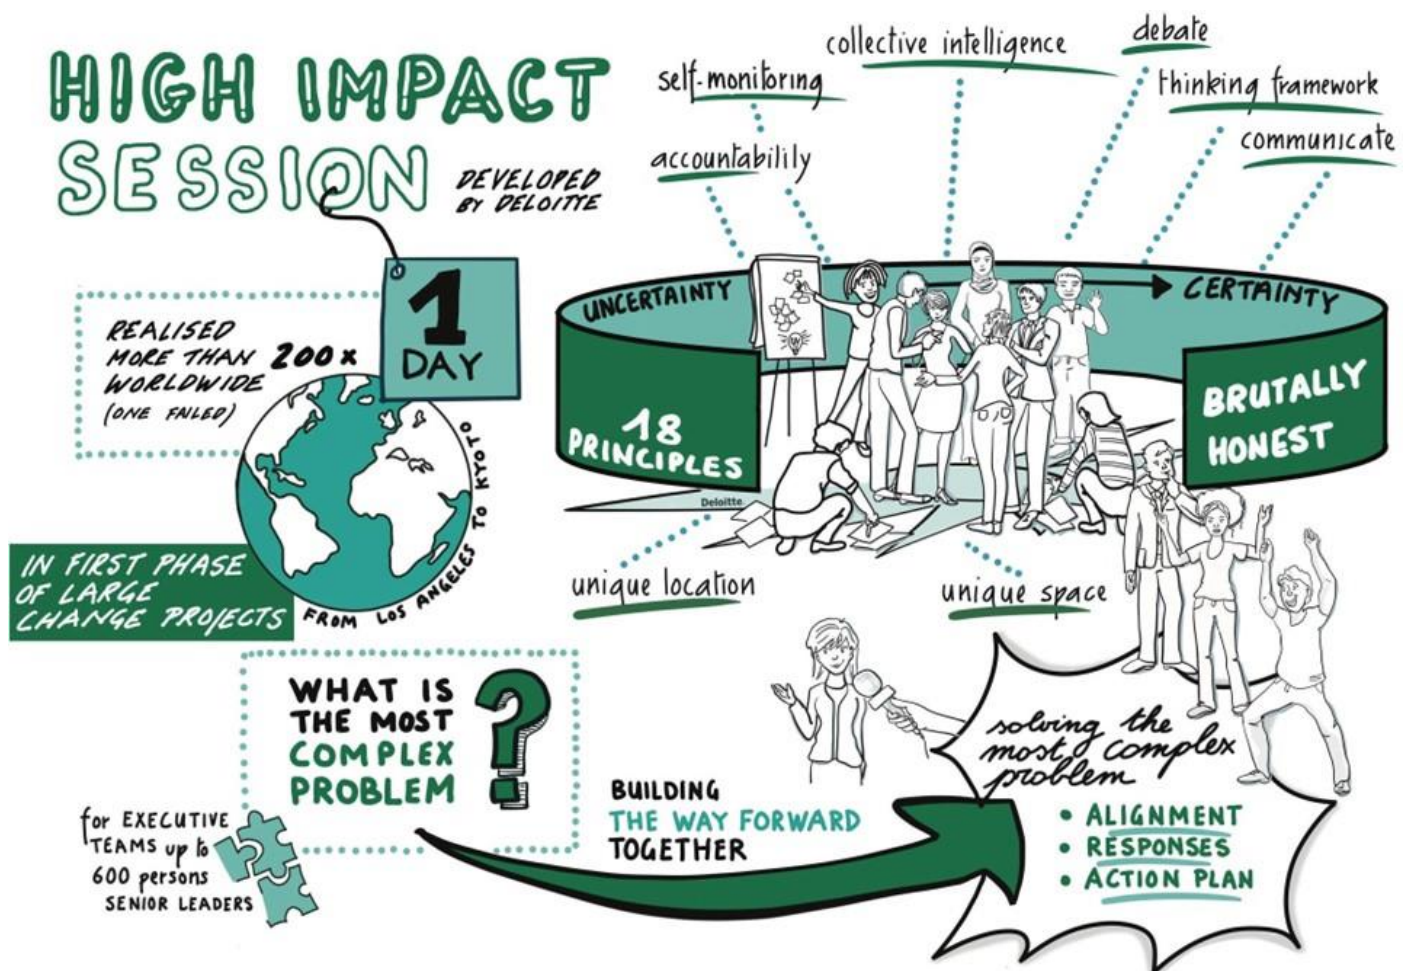 HIGH IMPACT
SESSION
DEVELOPED
BY DELOITTE
1
DAY
REALISED
MORE THAN 200x
WORLDWIDE
(ONE FAILED)
FROM LOS ANGELES TO KYOTO
IN FIRST PHASE
OF LARGE
CHANGE PROJECTS
self-monitoring
collective intelligence
debate
thinking framework
accountability
communicate
UNCERTAINTY
CERTAINTY
W
18
PRINCIPLES
BRUTALLY
HONEST
Deloitte.
unique location
unique space
WHAT IS
THE MOST
COMPLEX
PROBLEM
?
for EXECUTIVE
TEAMS up to
600 persons
SENIOR LEADERS
BUILDING
THE WAY FORWARD
TOGETHER
solving the
most complex
problem
• ALIGNMENT
• RESPONSES
• ACTION PLAN